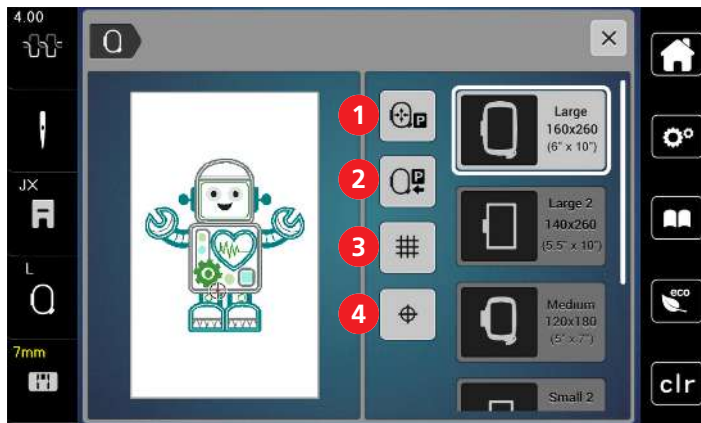 4.00
JX
L
7mm
1
P
2
P
3
4
Large
160x260
(6" x 10")
Large 2
140x260
(5.5" x 10")
Medium
120x180
(5" x 7")
Small 2
eco
clr